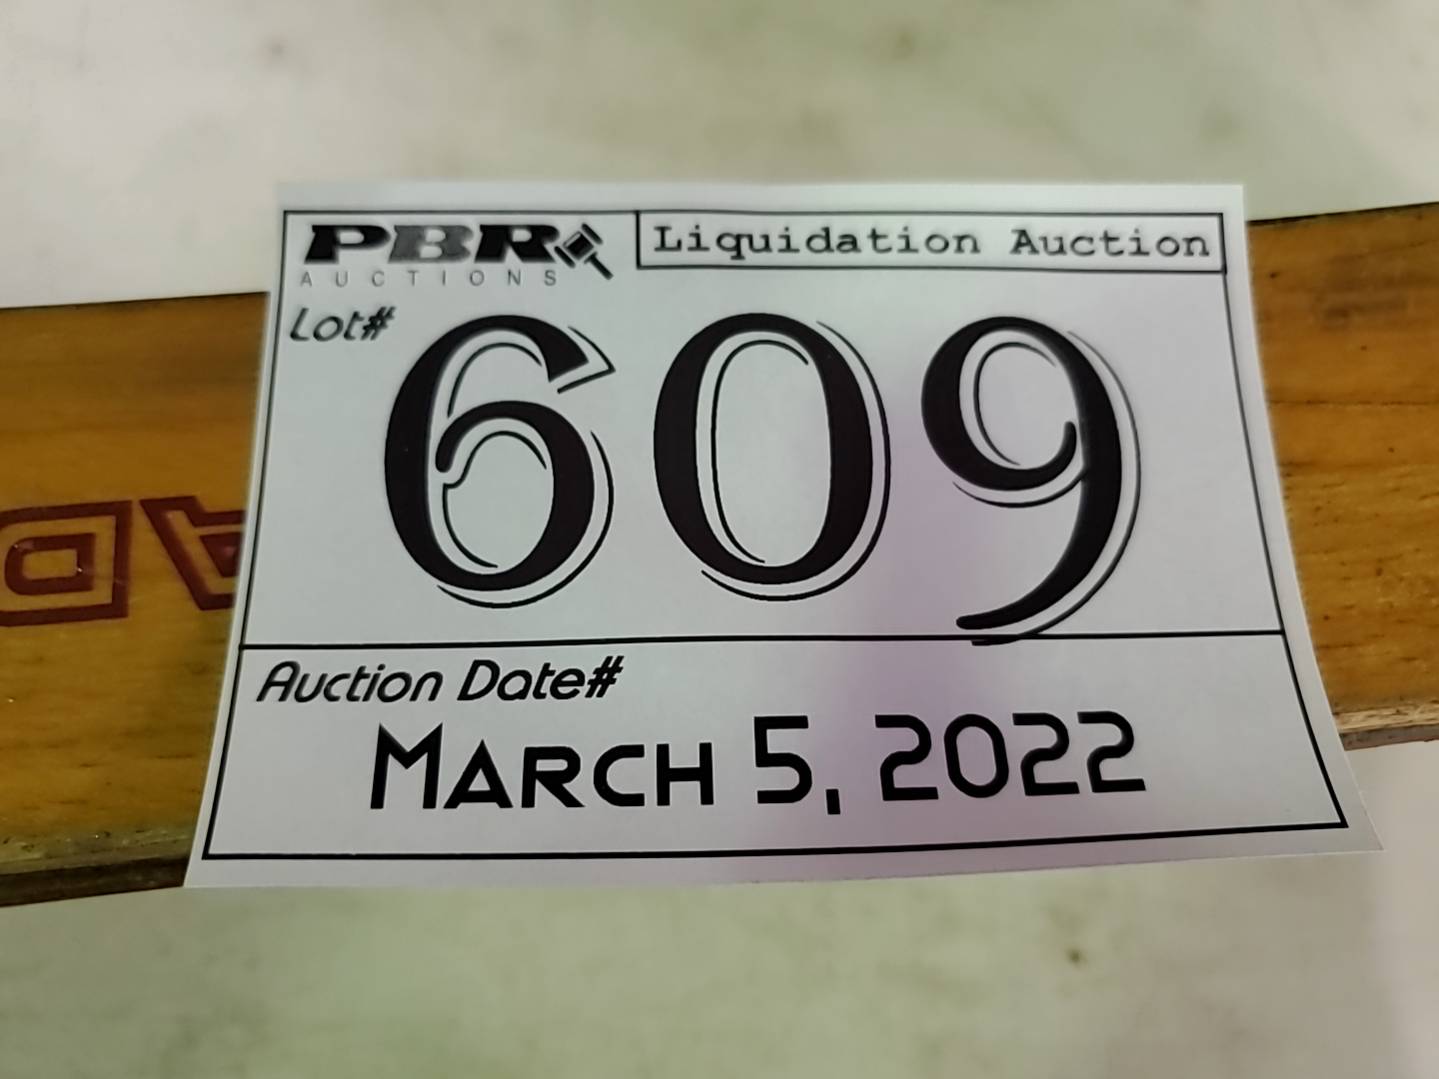 PBR
AUCTIONS
Liquidation Auction
Lot#
609
Auction Date#
March 5, 2022